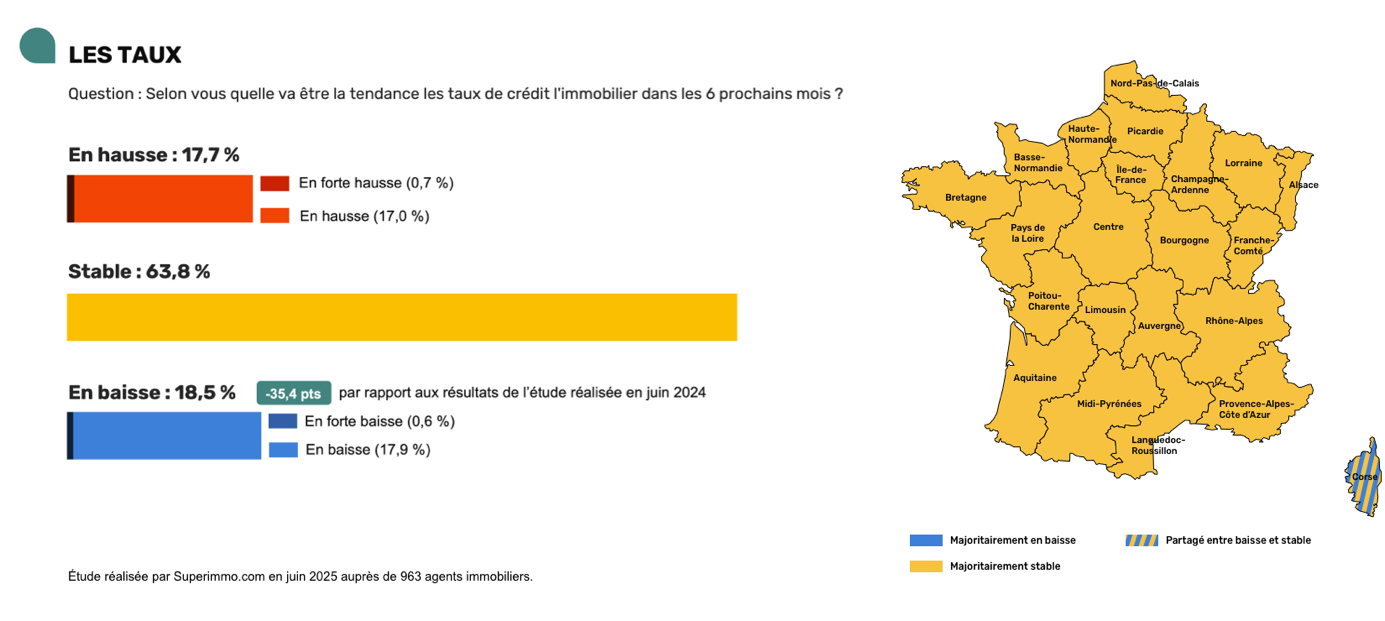 LES TAUX
Question : Selon vous quelle va être la tendance les taux de crédit l'immobilier dans les 6 prochains mois ?
En hausse : 17,7 %
En forte hausse (0,7 %)
En hausse (17,0 %)
Stable : 63,8 %
En baisse : 18,5 %
-35,4 pts
par rapport aux résultats de l'étude réalisée en juin 2024
En forte baisse (0,6 %)
En baisse (17,9 %)
Étude réalisée par Superimmo.com en juin 2025 auprès de 963 agents immobiliers.
Nord-Pas-de-Calais
Haute-
Normandie
Picardie
Basse-
Normandie
Île-de-
France
Champagne-
Ardenne
Lorraine
Alsace
Bretagne
Pays de
la Loire
Centre
Bourgogne
Franche-
Comté
Poitou-
Charente
Limousin
Auvergne
Rhône-Alpes
Aquitaine
Midi-Pyrénées
Provence-Alpes-
Côte d'Azur
Languedoc-
Roussillon
Corse
Majoritairement en baisse
Partagé entre baisse et stable
Majoritairement stable